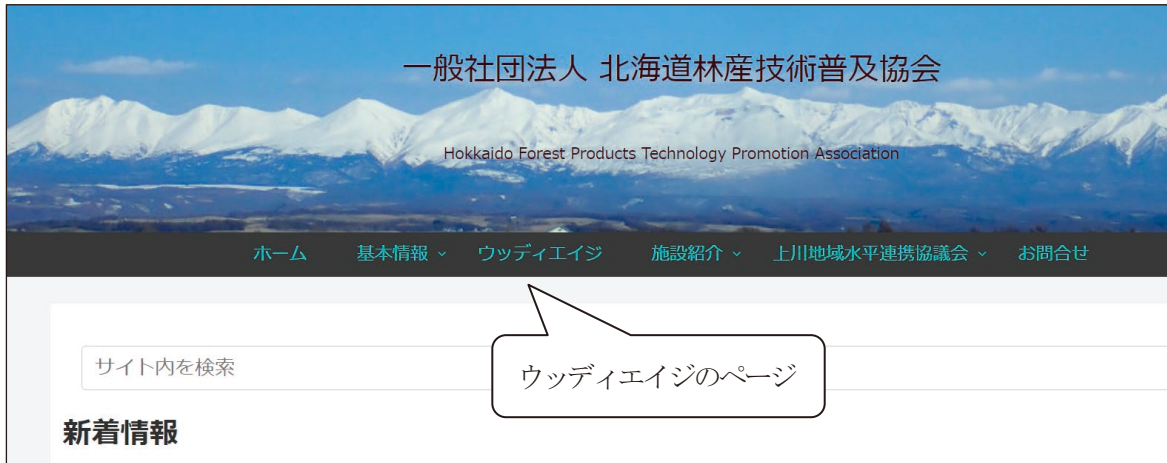 一般社団法人 北海道林産技術普及協会
Hokkaido Forest Products Technology Promotion Association
ホーム 基本情報 ウッディエイジ 施設紹介 上川地域水平連携協議会 お問合せ
サイト内を検索
ウッディエイジのページ
新着情報